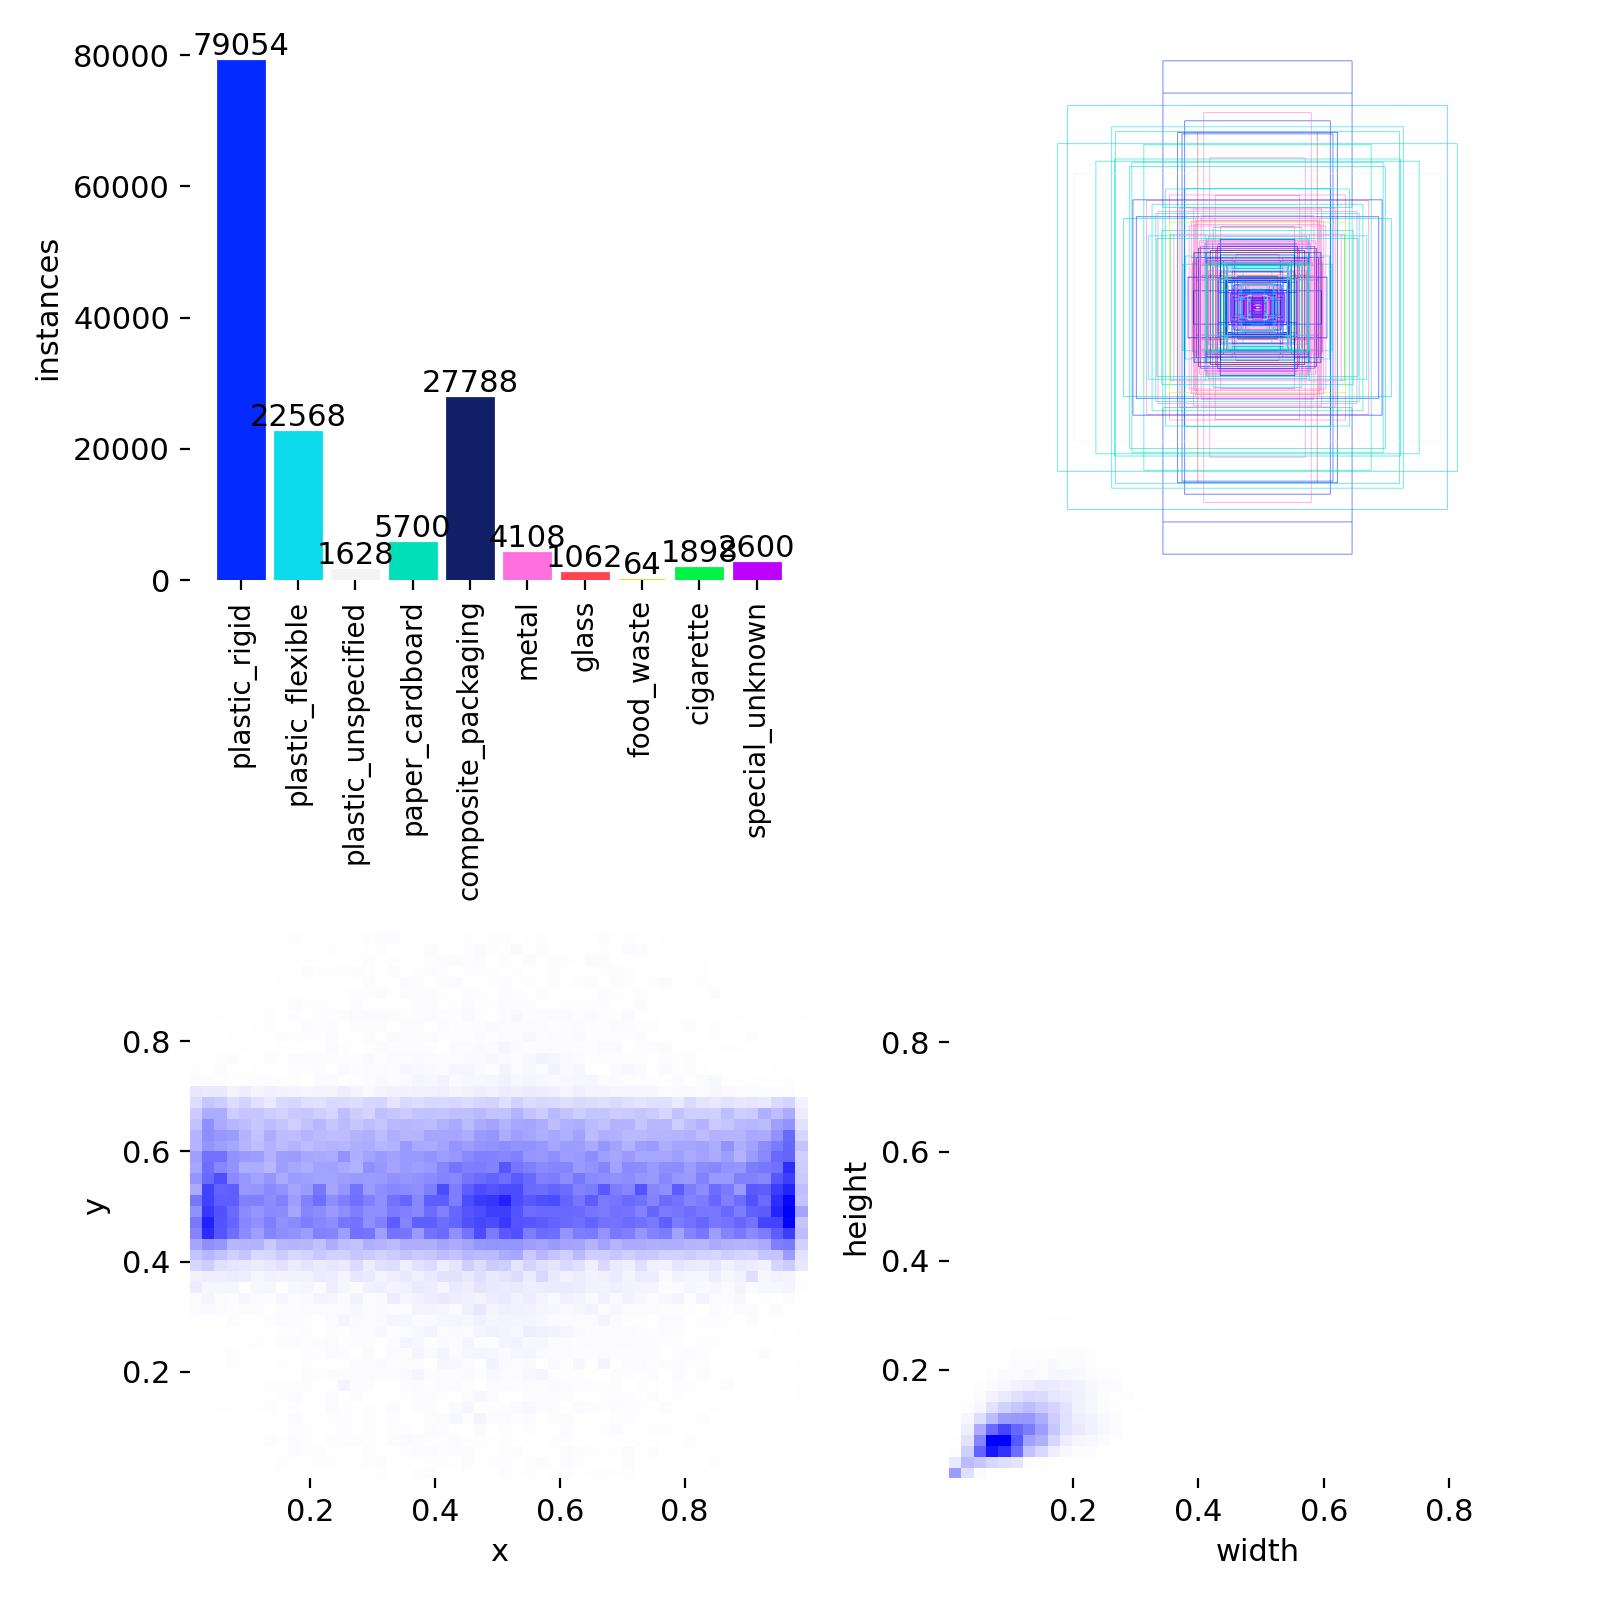 80000
60000
40000
20000
0
instances
79054
22568
1628
5700
27788
4108
1062
64
1898
2600
plastic_rigid
plastic_flexible
plastic_unspecified
paper_cardboard
composite_packaging
metal
glass
food_waste
cigarette
special_unknown
0.8
0.6
0.4
0.2
y
0.2 0.4 0.6 0.8
x
0.8
0.6
0.4
0.2
height
0.2 0.4 0.6 0.8
width